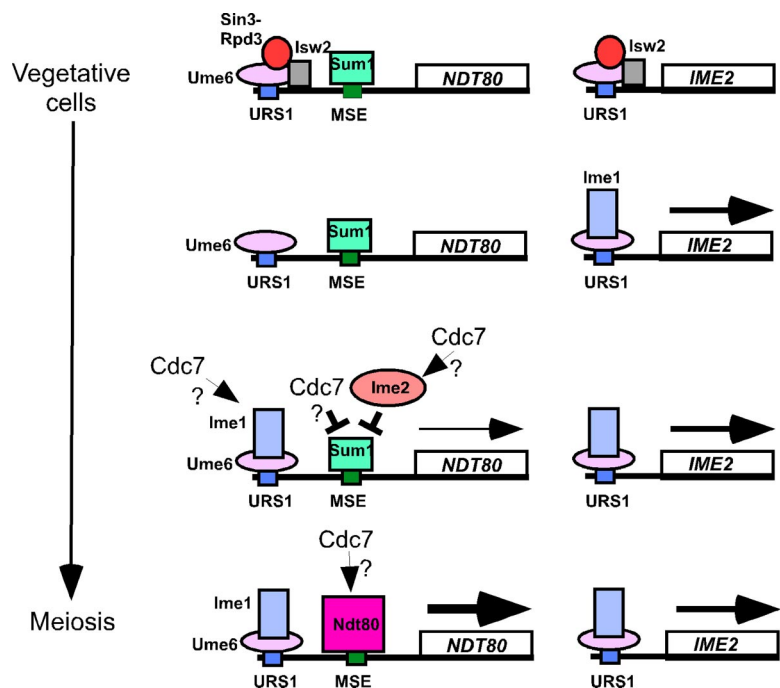 Sin3-
Rpd3
Isw2
Vegetative
cells
Ume6
Sum1
NDT80
URS1
MSE
Isw2
IME2
URS1
Ume6
Sum1
NDT80
URS1
MSE
Ime1
IME2
URS1
Cdc7
?
Cdc7
?
Ime2
Cdc7
?
Ime1
Ume6
Sum1
NDT80
URS1
MSE
IME2
URS1
Meiosis
Cdc7
?
Ime1
Ume6
Ndt80
NDT80
URS1
MSE
IME2
URS1